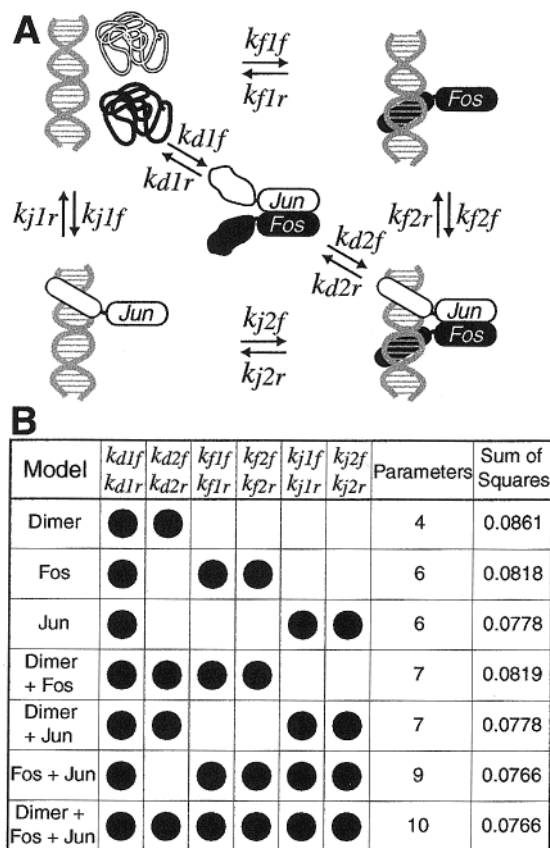 A
kf1f
kf1r
Fos
kd1f
kd1r
Jun
Fos
kj1r kj1f
kf2r kf2f
kd2f
kd2r
Jun
kj2f
kj2r
Jun
Fos
B
Model kd1f kd2f kf1f kf2f kj1f kj2f Parameters Sum of
kd1r kd2r kf1r kf2r kj1r kj2r Squares
Dimer 4 0.0861
Fos 6 0.0818
Jun 6 0.0778
Dimer
+ Fos 7 0.0819
Dimer
+ Jun 7 0.0778
Fos + Jun 9 0.0766
Dimer +
Fos + Jun 10 0.0766